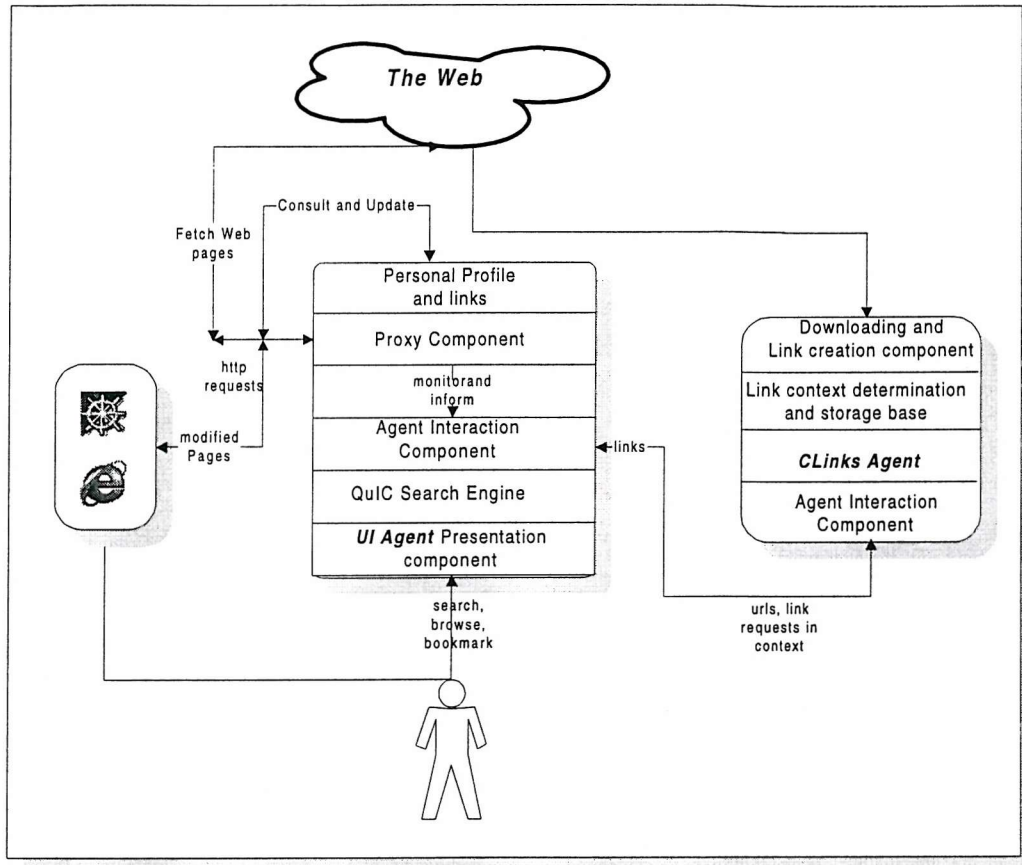 The Web
Consult and Update
Fetch Web
pages
Personal Profile
and links
Proxy Component
http
requests
monitorand
inform
modified
Pages
Agent Interaction
Component
links
QuIC Search Engine
UI Agent Presentation
component
search,
browse,
bookmark
Downloading and
Link creation component
Link context determination
and storage base
CLinks Agent
Agent Interaction
Component
urls, link
requests in
context